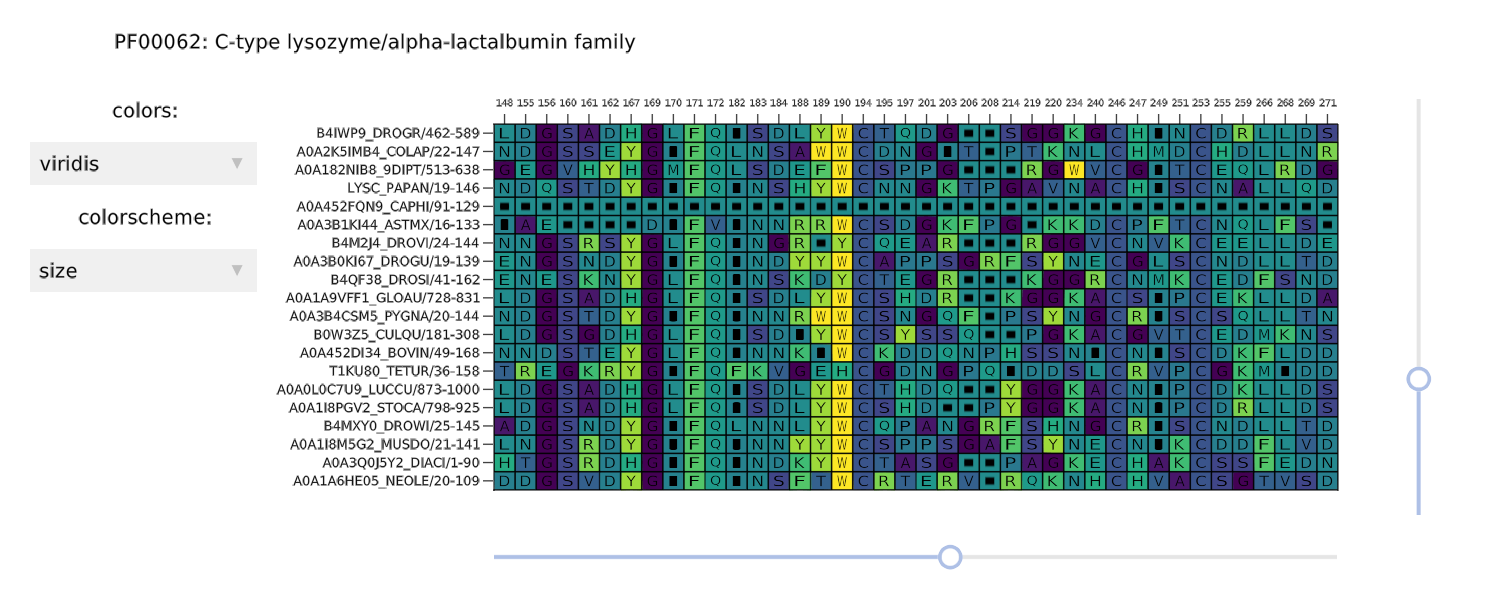 PF00062: C-type lysozyme/alpha-lactalbumin family
colors:
viridis
colorscheme:
size
148 155 156 160 161 162 167 169 170 171 172 182 183 184 188 189 190 194 195 197 201 203 206 208 214 219 220 234 240 246 247 249 251 253 255 259 266 268 269 271
B4IWP9_DROGR/462-589 L D G S A D H G L F Q ■ S D L Y W C T Q D G ■ ■ S G G K G C H ■ N C D R L L D S
A0A2K5IMB4_COLAP/22-147 N D G S S E Y G ■ F Q L N S A W W C D N G ■ T ■ P T K N L C H M D C H D L L N R
A0A182NIB8_9DIPT/513-638 G E G V H Y H G M F Q L S D E F W C S P P G ■ ■ ■ R G W V C G ■ T C E Q L R D G
LYSC_PAPAN/19-146 N D Q S T D Y G ■ F Q ■ N S H Y W C N N G K T P G A V N A C H ■ S C N A L L Q D
A0A452FQN9_CAPHI/91-129 ■ ■ ■ ■ ■ ■ ■ ■ ■ ■ ■ ■ ■ ■ ■ ■ ■ ■ ■ ■ ■ ■ ■ ■ ■ ■ ■ ■ ■ ■ ■ ■ ■ ■ ■ ■ ■ ■ ■ ■
A0A3B1KI44_ASTMX/16-133 ■ A E ■ ■ ■ ■ D ■ F V ■ N N R R W C S D G K F P G ■ K K D C P F T C N Q L F S ■
B4M2J4_DROVI/24-144 N N G S R S Y G L F Q ■ N G R ■ Y C Q E A R ■ ■ ■ R G G V C N V K C E E L L D E
A0A3B0KI67_DROGU/19-139 E N G S N D Y G L F Q ■ N D Y Y W C A P P S G R F S Y N E C G L S C N D L L T D
B4QF38_DROSI/41-162 E N E S K N Y G L F Q ■ N S K D Y C T E G R ■ ■ ■ K G G R C N M K C E D F S N D
A0A1A9VFF1_GLOAU/728-831 L D G S A D H G L F Q ■ S D L Y W C S H D R ■ ■ K G G K A C S ■ P C E K L L D A
A0A3B4CSM5_PYGNA/20-144 N D G S T D Y G ■ F Q ■ N N R W W C S N G Q F ■ P S Y N G C R ■ S C S Q L L T N
B0W3Z5_CULQU/181-308 L D G S G D H G L F Q ■ S D ■ Y W C S Y S S Q ■ ■ P G K A C G V T C E D M K N S
A0A452DI34_BOVIN/49-168 N N D S T E Y G ■ F Q ■ N N K ■ W C K D D Q N P H S S N ■ C N ■ S C D K F L D D
T1KU80_TETUR/36-158 T R E G K R Y G ■ F Q F K V G E H C G D N G P Q ■ D D S L C R V P C G K M ■ D D
A0A0L0C7U9_LUCCU/873-1000 L D G S A D H G L F Q ■ S D L Y W C T H D Q ■ ■ Y G G K A C N ■ P C D K L L D S
A0A1I8PGV2_STOCA/798-925 L D G S A D H G L F Q ■ S D L Y W C S H D ■ ■ P Y G G K A C N ■ P C D R L L D S
B4MXY0_DROWI/25-145 A D G S N D Y G L F Q L N N L Y W C Q P A N G R F S H N G C R ■ S C N D L L T D
A0A1I8M5G2_MUSDO/21-141 L N G S R D Y G L F Q ■ N N Y Y W C S P P S G A F S Y N E C N ■ K C D D F L V D
A0A3Q0J5Y2_DIACI/1-90 H T G S R D H G L F Q ■ N D K Y W C T A S G ■ ■ P A G K E C H A K C S S F E D N
A0A1A6HE05_NEOLE/20-109 D D G S V D Y G ■ F Q ■ N S F T W C R T E R V ■ R Q K N H C H V A C S G T V S D